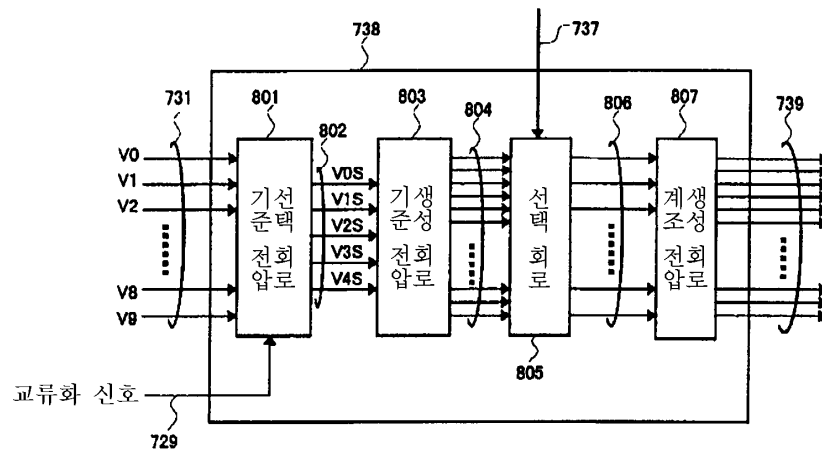 738
737
731
801
802
803
804
806
807
739
V0
V1
V2
V8
V9
기준 전압
선택 회로
V0S
V1S
V2S
V3S
V4S
기준 전압
생성 회로
선택 회로
계조 전압
생성 회로
805
교류화 신호
729